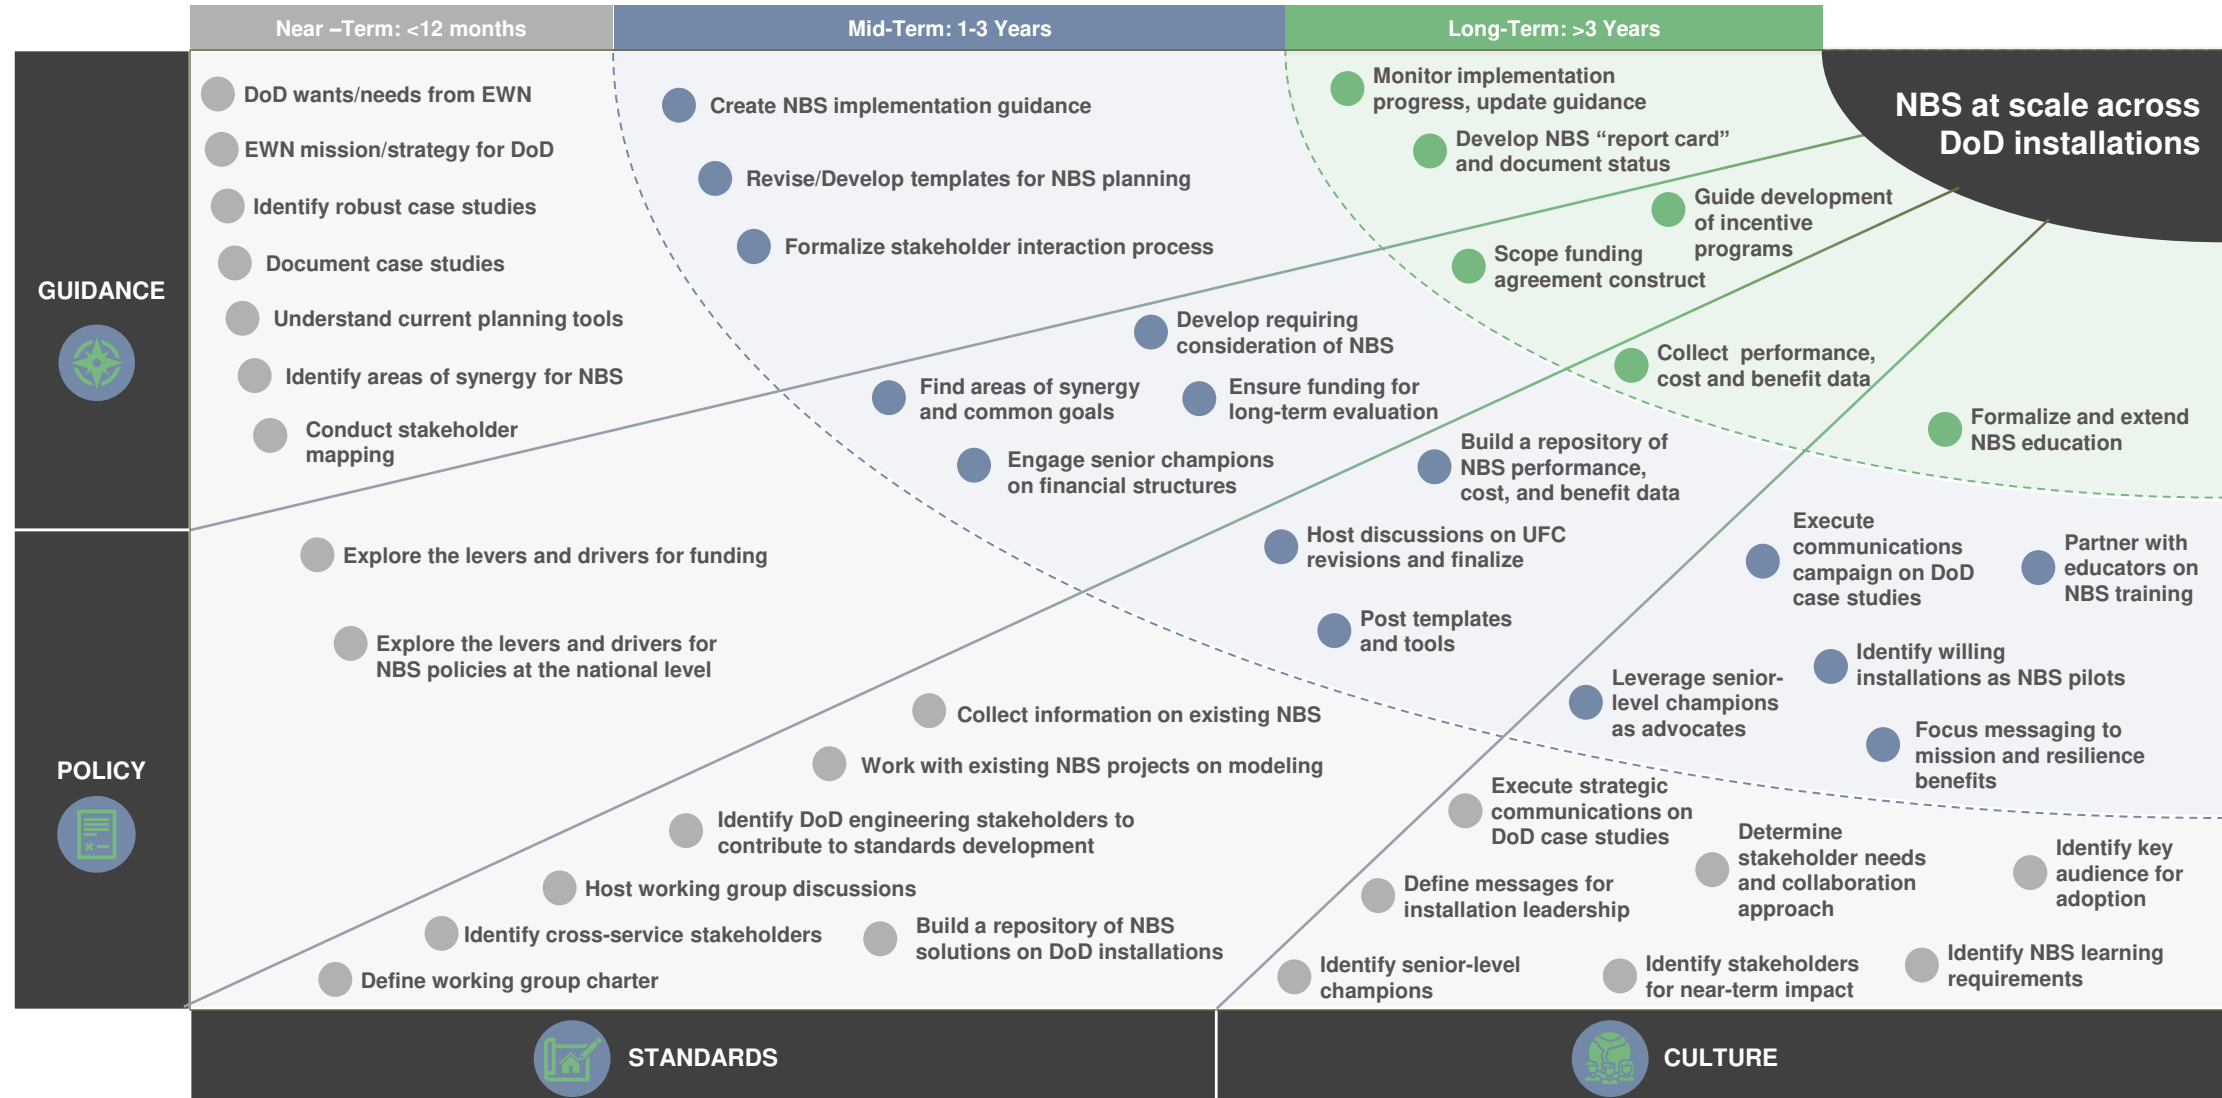 Near –Term: <12 months
Mid-Term: 1-3 Years
Long-Term: >3 Years
NBS at scale across
DoD installations
GUIDANCE
DoD wants/needs from EWN
EWN mission/strategy for DoD
Identify robust case studies
Document case studies
Understand current planning tools
Identify areas of synergy for NBS
Conduct stakeholder
mapping
Create NBS implementation guidance
Revise/Develop templates for NBS planning
Formalize stakeholder interaction process
Monitor implementation
progress, update guidance
Develop NBS “report card”
and document status
POLICY
Explore the levers and drivers for funding
Explore the levers and drivers for
NBS policies at the national level
Develop requiring
consideration of NBS
Find areas of synergy
and common goals
Ensure funding for
long-term evaluation
Engage senior champions
on financial structures
Guide development
of incentive
programs
Scope funding
agreement construct
Collect information on existing NBS
Work with existing NBS projects on modeling
Identify DoD engineering stakeholders to
contribute to standards development
Host working group discussions
Identify cross-service stakeholders
Build a repository of NBS
solutions on DoD installations
Define working group charter
Build a repository of
NBS performance,
cost, and benefit data
Host discussions on UFC
revisions and finalize
Post templates
and tools
Collect performance,
cost and benefit data
STANDARDS
Formalize and extend
NBS education
Execute
communications
campaign on DoD
case studies
Partner with
educators on
NBS training
Identify willing
installations as NBS pilots
Leverage senior-
level champions
as advocates
Focus messaging to
mission and resilience
benefits
Execute strategic
communications on
DoD case studies
Determine
stakeholder needs
and collaboration
approach
Identify key
audience for
adoption
Define messages for
installation leadership
Identify senior-level
champions
Identify stakeholders
for near-term impact
Identify NBS learning
requirements
CULTURE